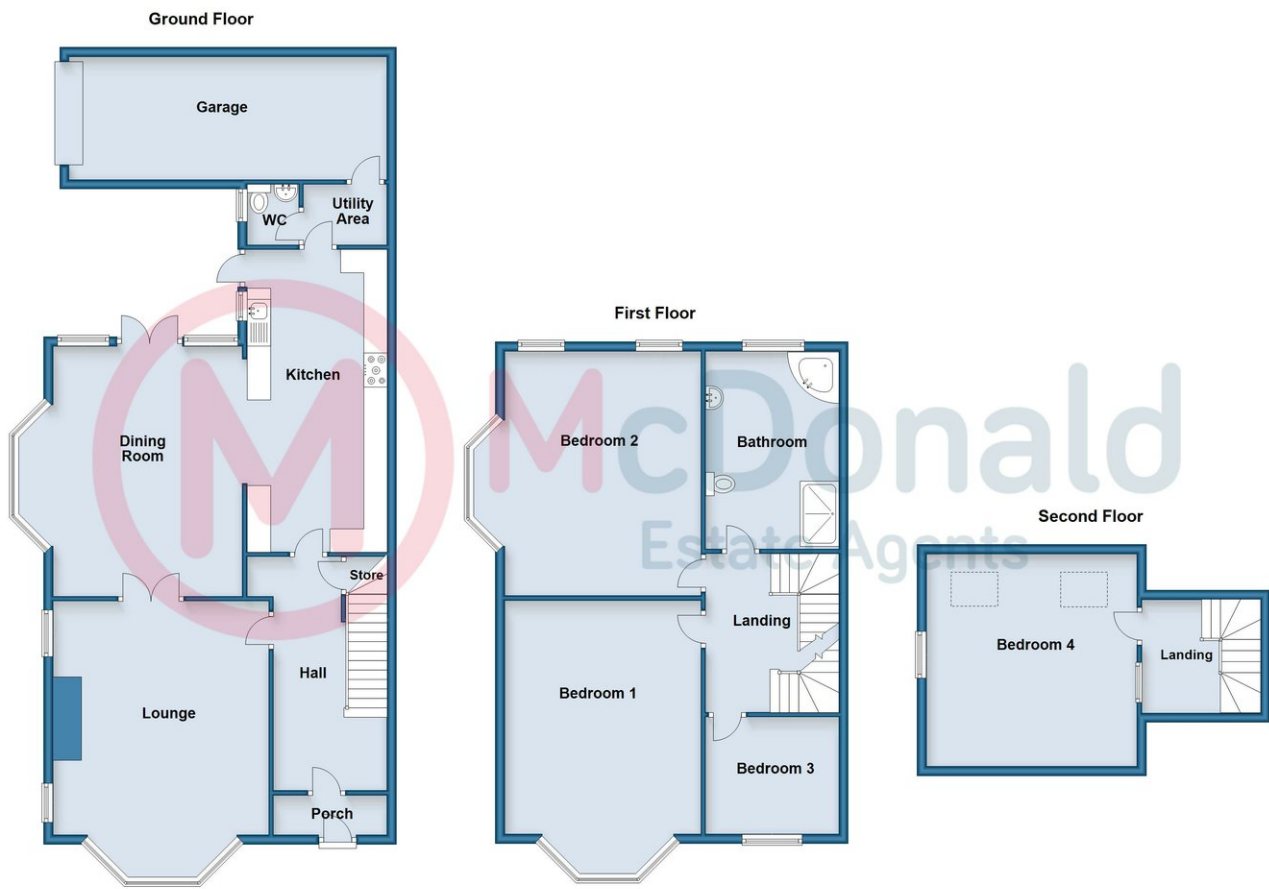 Ground Floor
Garage
WC
Utility
Area
Kitchen
Dining
Room
Store
Hall
Lounge
Porch
First Floor
Bedroom 2
Bathroom
Landing
Bedroom 1
Bedroom 3
Second Floor
Bedroom 4
Landing
M McDonald
Estate Agents